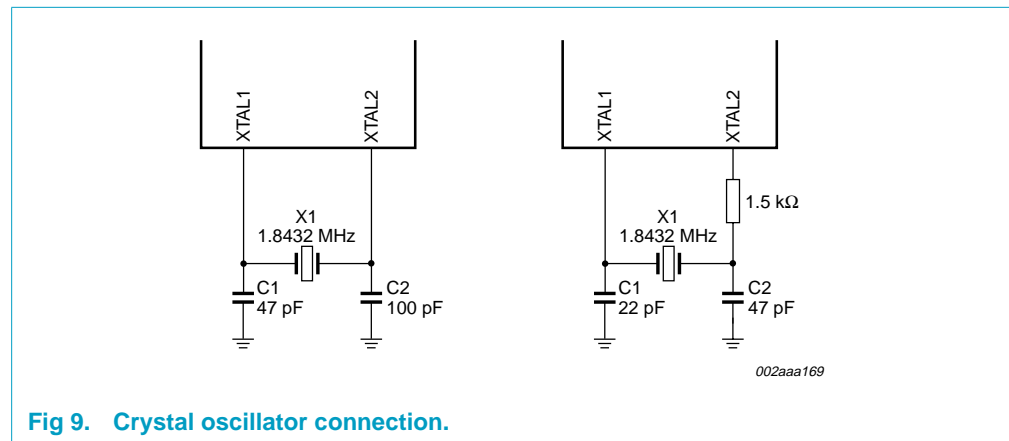 XTAL1
XTAL2
X1
1.8432 MHz
C1
47 pF
C2
100 pF
XTAL1
XTAL2
1.5 kΩ
X1
1.8432 MHz
C1
22 pF
C2
47 pF
002aaa169
Fig 9. Crystal oscillator connection.